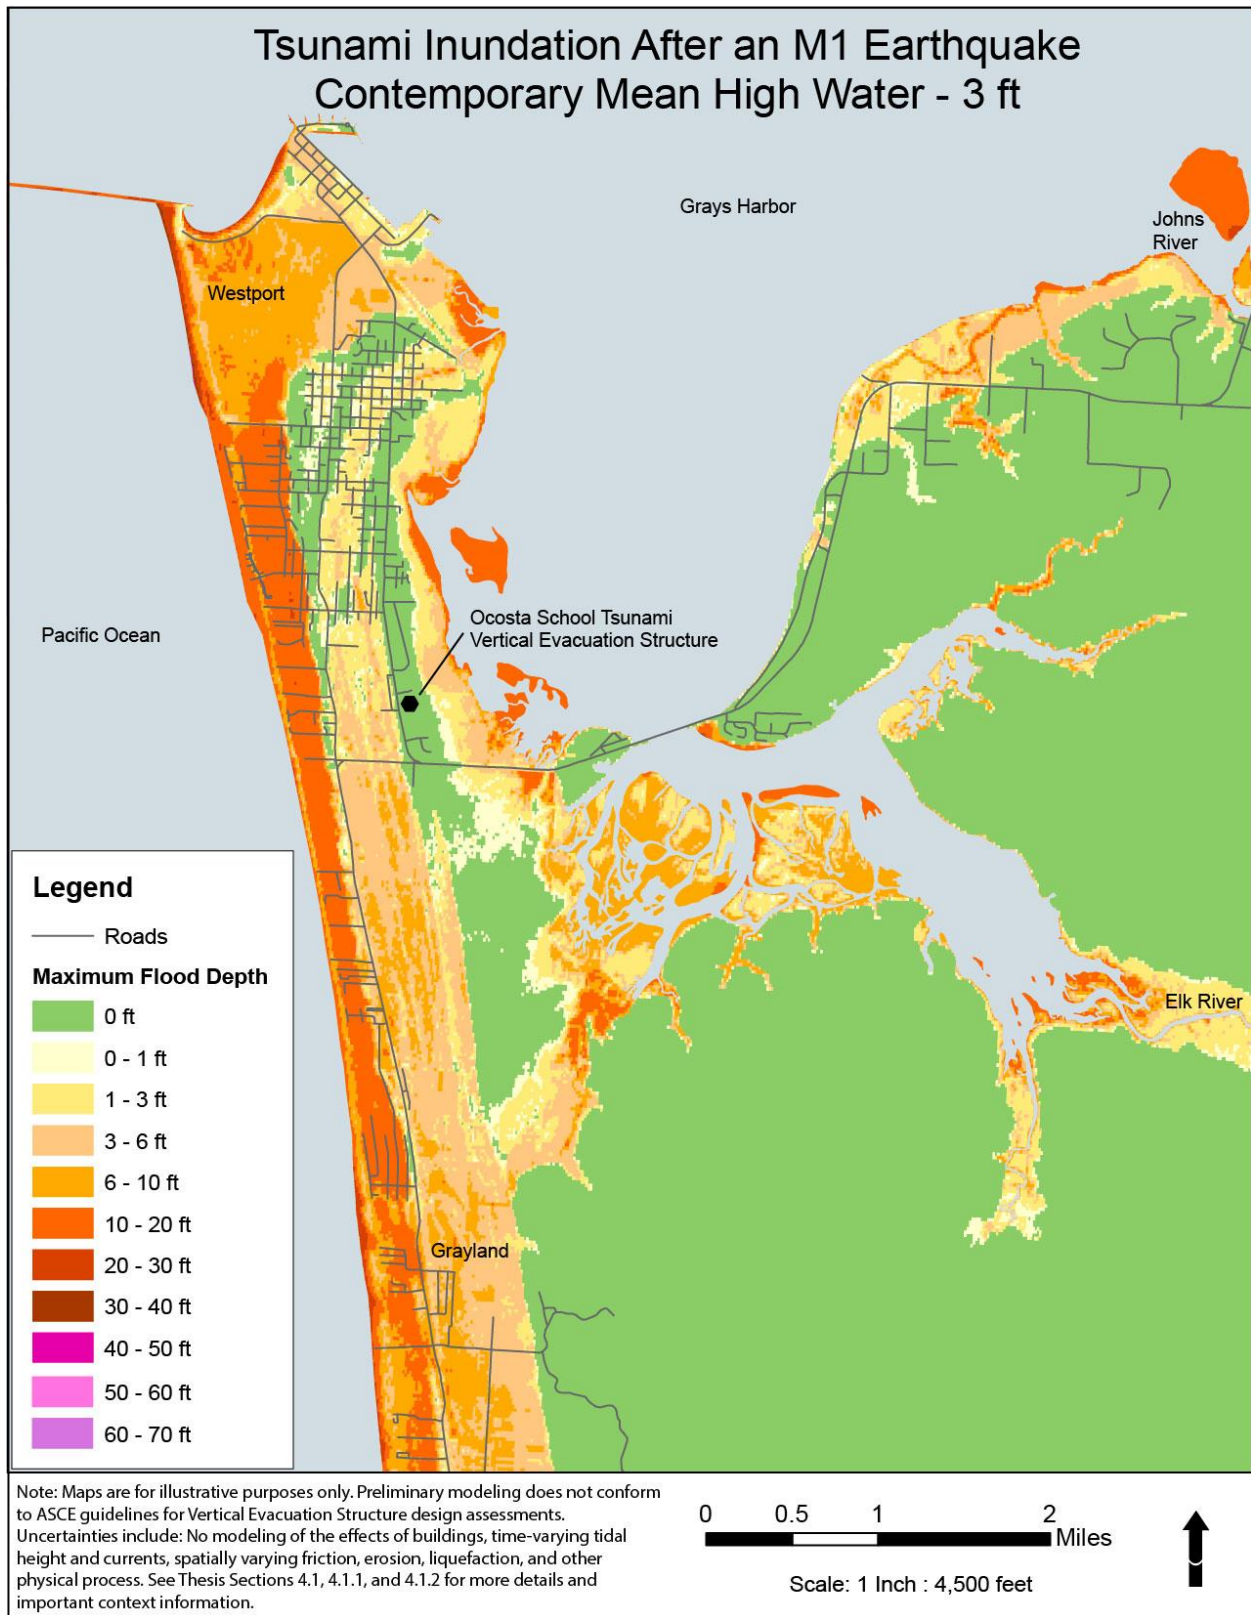 Tsunami Inundation After an M1 Earthquake
Contemporary Mean High Water - 3 ft
Grays Harbor
Johns
River
Westport
Ocosta School Tsunami
Vertical Evacuation Structure
Pacific Ocean
Elk River
Grayland
Legend
Roads
Maximum Flood Depth
0 ft
0 - 1 ft
1 - 3 ft
3 - 6 ft
6 - 10 ft
10 - 20 ft
20 - 30 ft
30 - 40 ft
40 - 50 ft
50 - 60 ft
60 - 70 ft
Note: Maps are for illustrative purposes only. Preliminary modeling does not conform
to ASCE guidelines for Vertical Evacuation Structure design assessments.
Uncertainties include: No modeling of the effects of buildings, time-varying tidal
height and currents, spatially varying friction, erosion, liquefaction, and other
physical process. See Thesis Sections 4.1, 4.1.1, and 4.1.2 for more details and
important context information.
0 0.5 1 2
Miles
Scale: 1 Inch : 4,500 feet